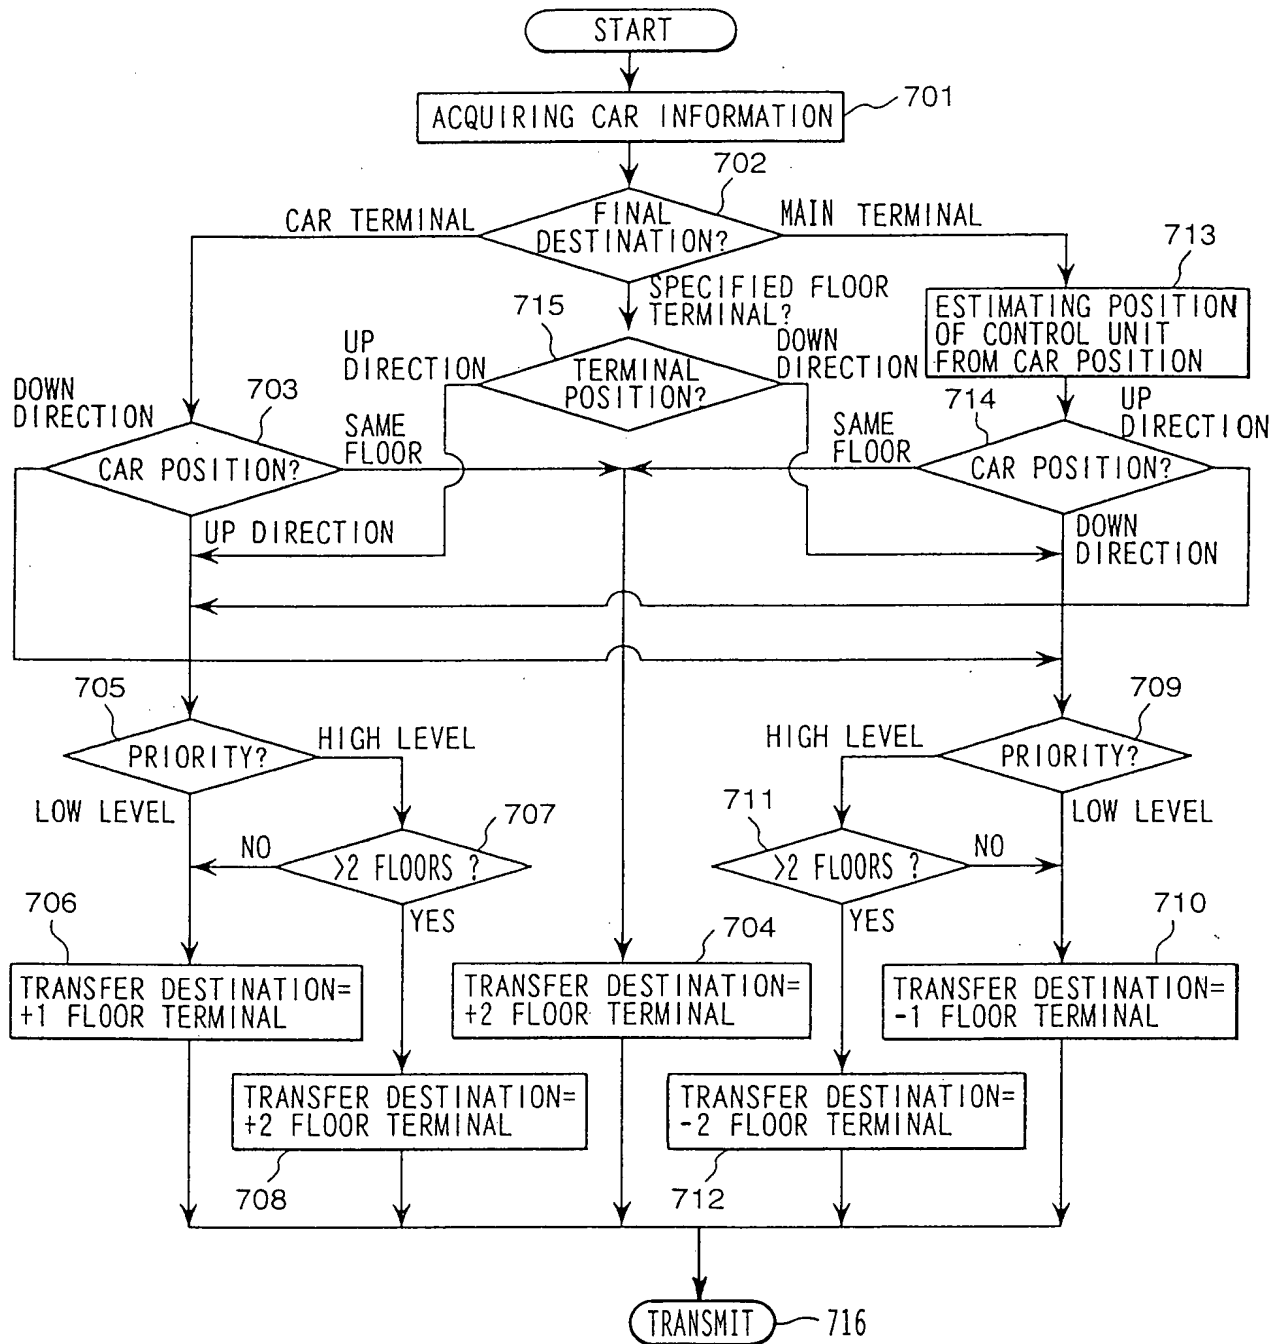 START
ACQUIRING CAR INFORMATION
701
702
CAR TERMINAL
FINAL
DESTINATION?
MAIN TERMINAL
713
SPECIFIED FLOOR
TERMINAL?
715
ESTIMATING POSITION
OF CONTROL UNIT
FROM CAR POSITION
UP
DIRECTION
TERMINAL
POSITION?
DOWN
DIRECTION
DOWN
DIRECTION
703
CAR POSITION?
SAME
FLOOR
SAME
FLOOR
714
CAR POSITION?
UP
DIRECTION
UP DIRECTION
DOWN
DIRECTION
705
PRIORITY?
HIGH LEVEL
HIGH LEVEL
709
PRIORITY?
LOW LEVEL
LOW LEVEL
707
NO
>2 FLOORS ?
YES
711
>2 FLOORS ?
NO
YES
706
TRANSFER DESTINATION=
+1 FLOOR TERMINAL
704
TRANSFER DESTINATION=
+2 FLOOR TERMINAL
710
TRANSFER DESTINATION=
-1 FLOOR TERMINAL
TRANSFER DESTINATION=
+2 FLOOR TERMINAL
708
TRANSFER DESTINATION=
-2 FLOOR TERMINAL
712
TRANSMIT
716